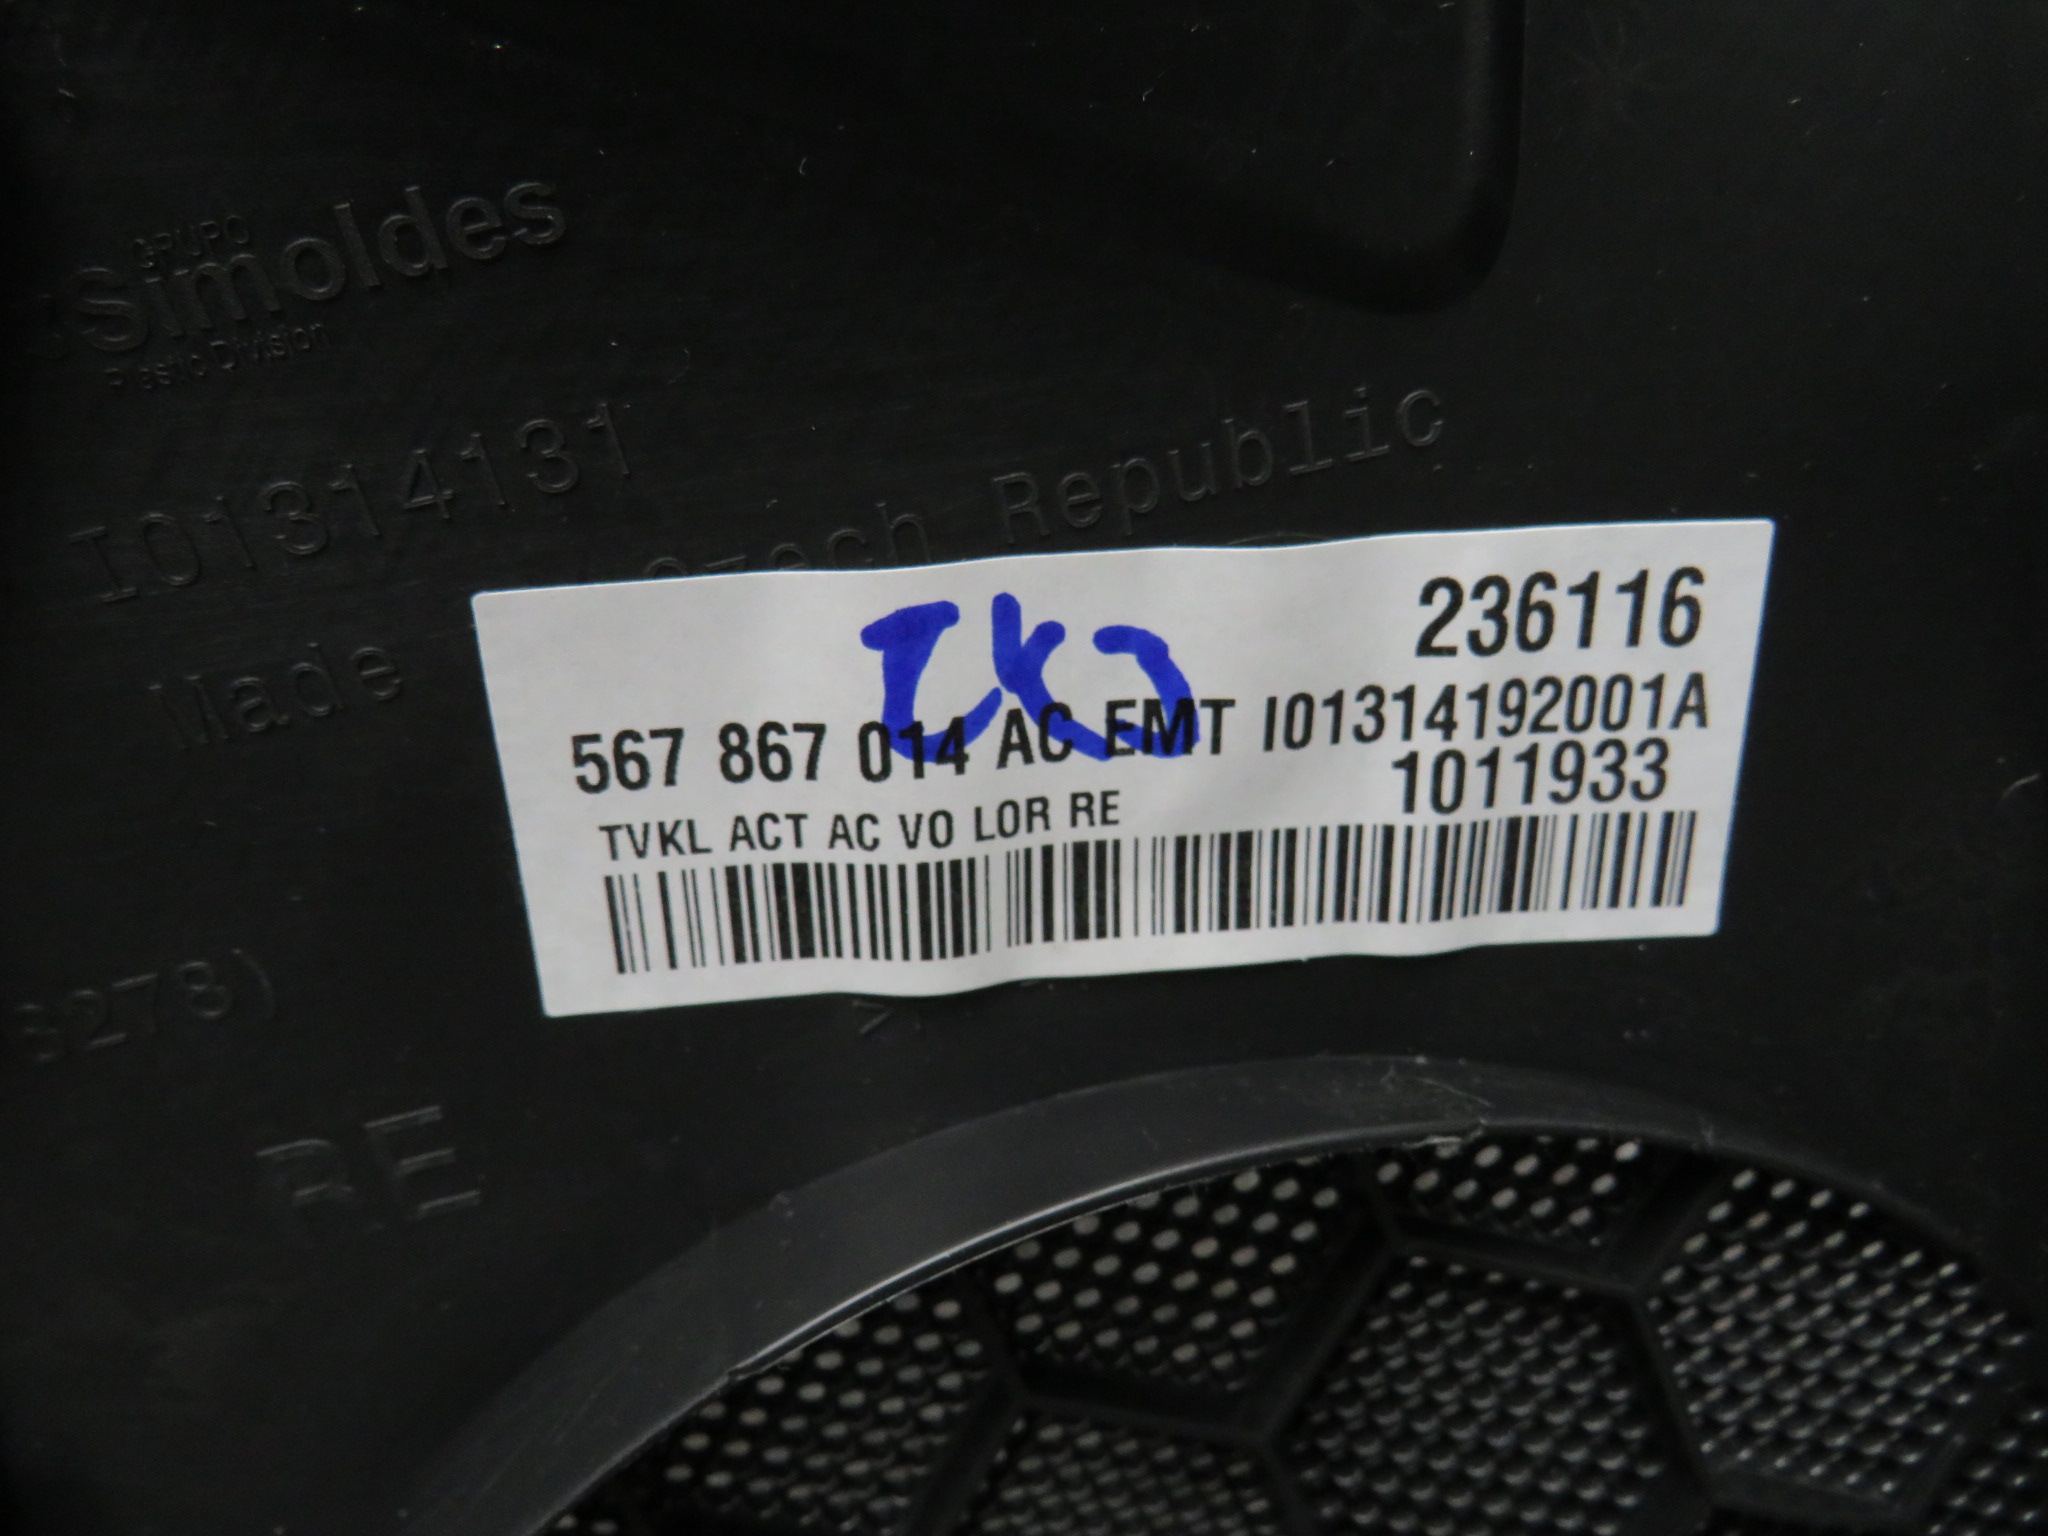 GRUPO
Simoldes
Plastic Division
I01314131
Made Czech Republic
236116
567 867 014 AC EMT I01314192001A
1011933
TVKL ACT AC VO LOR RE
6278)
RE